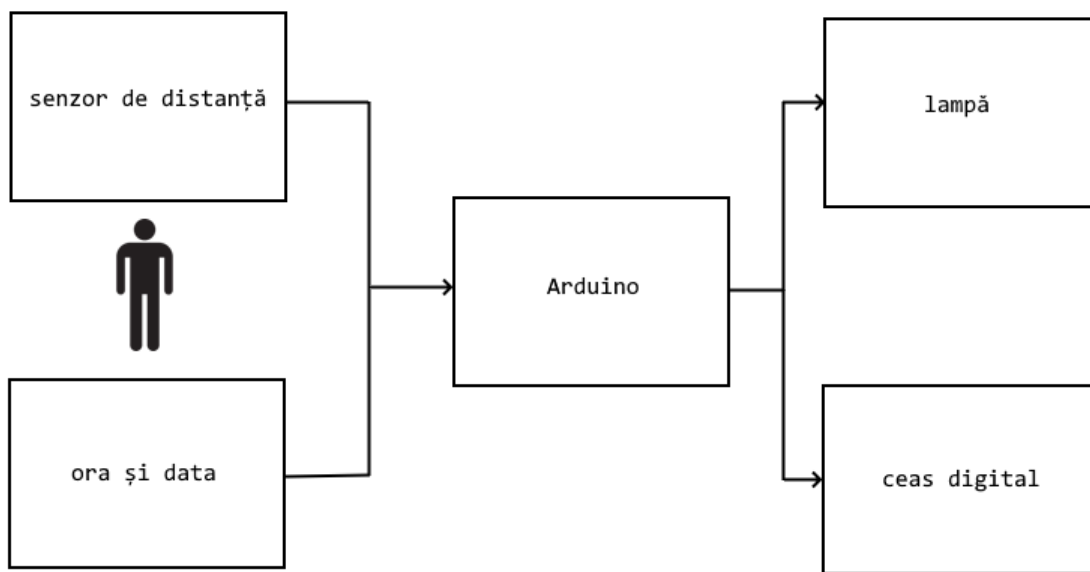 senzor de distanță
lampă
Arduino
ora și data
ceas digital